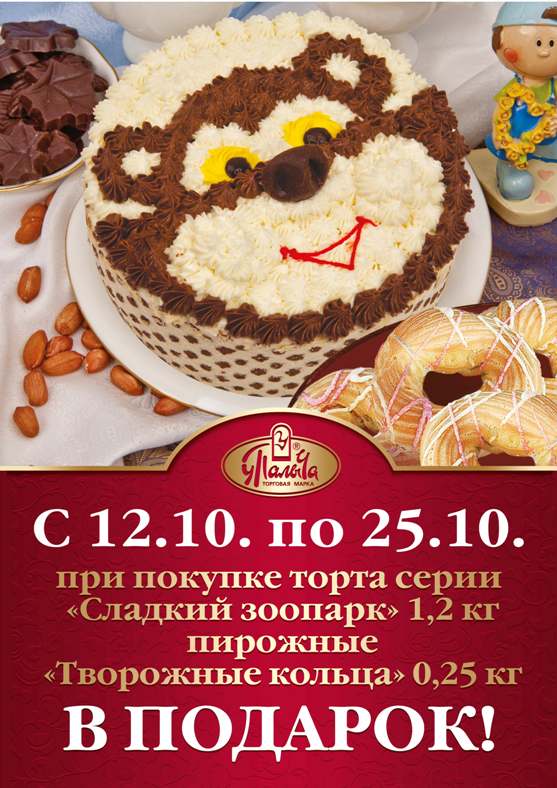 у Палыча ®
ТОРГОВАЯ МАРКА
С 12.10. по 25.10.
при покупке торта серии
«Сладкий зоопарк» 1,2 кг
пирожные
«Творожные кольца» 0,25 кг
В ПОДАРОК!